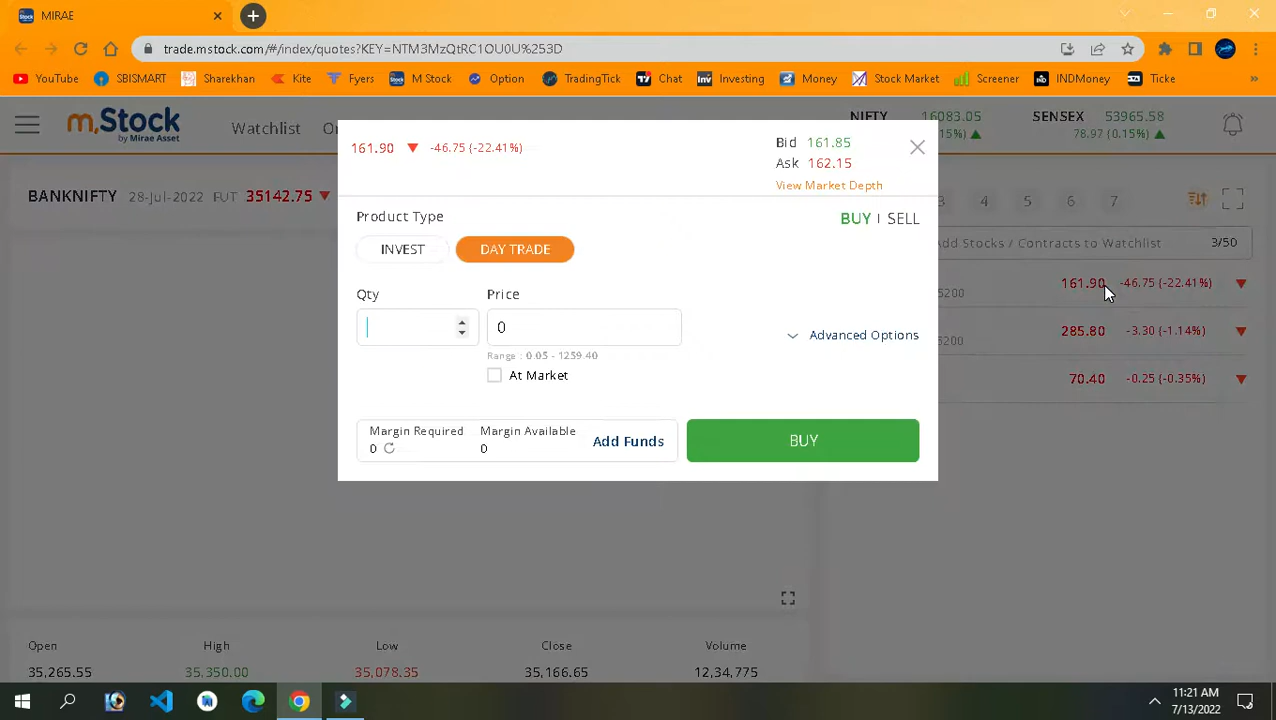 MIRAE
trade.mstock.com/#/index/quotes?KEY=NTM3MzQtRC1OU0U%253D
YouTube SBISMART Sharekhan Kite Fyers M Stock Option TradingTick Chat Investing Money Stock Market Screener INDMoney Ticke
m.Stock
by Mirae Asset
Watchlist
NIFTY 16083.05
SENSEX 53965.58
78.97 (0.15%)
161.90 -46.75 (-22.41%)
Bid 161.85
Ask 162.15
View Market Depth
BANKNIFTY 28-Jul-2022 FUT 35142.75
3 4 5 6 7
Product Type
BUY | SELL
INVEST DAY TRADE
Add Stocks / Contracts to Watchlist 3/50
161.90 -46.75 (-22.41%)
5200
Qty Price
0
Range : 0.05 - 1259.40
At Market
Advanced Options
285.80 -3.30 (-1.14%)
5200
70.40 -0.25 (-0.35%)
Margin Required Margin Available
0 0
Add Funds
BUY
Open High Low Close Volume
35,265.55 35,350.00 35,078.35 35,166.65 12,34,775
11:21 AM
7/13/2022